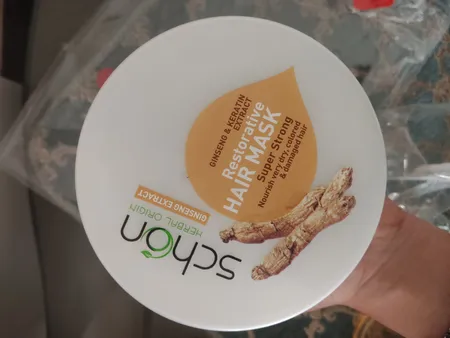 schön
HERBAL ORIGIN
GINSENG EXTRACT
GINSENG & KERATIN
EXTRACT
Restorative
HAIR MASK
Super Strong
Nourish very dry, colored
& damaged hair